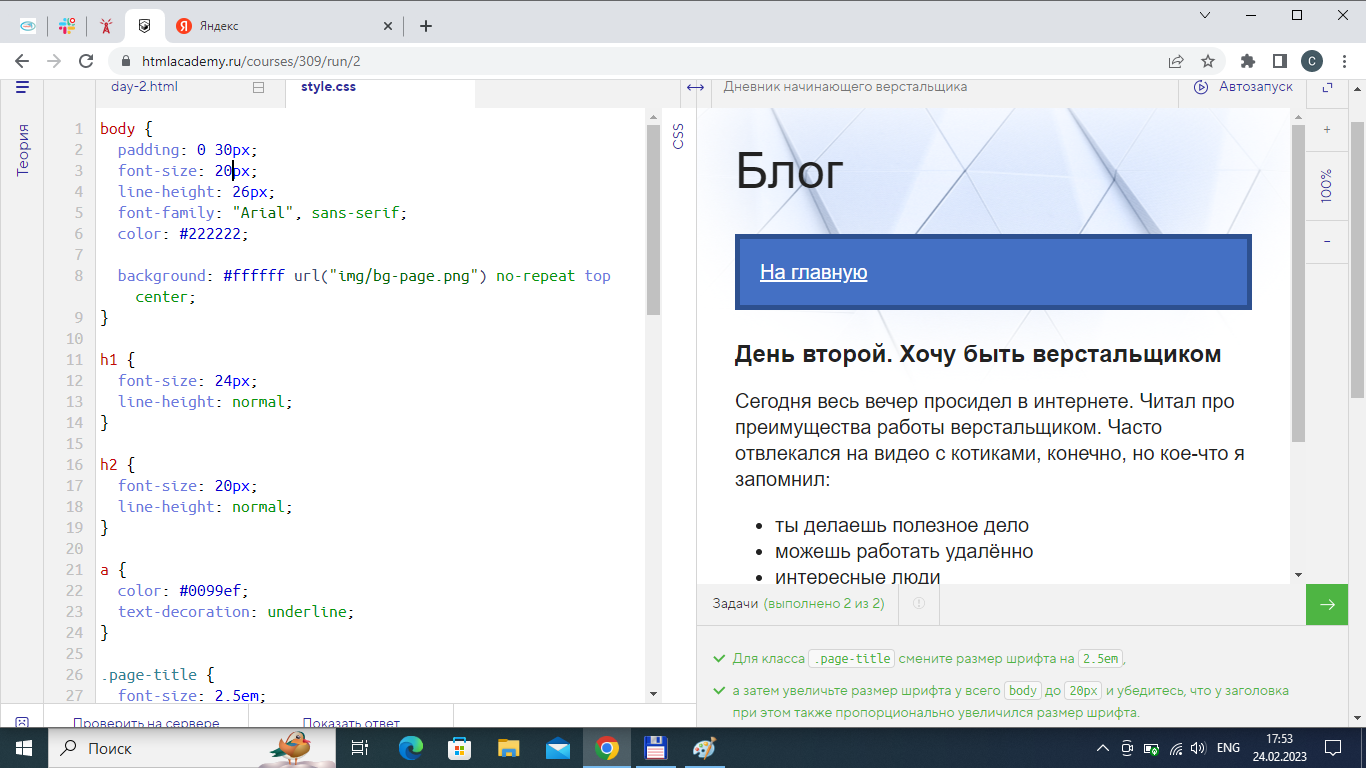 Яндекс
htmlacademy.ru/courses/309/run/2
C
day-2.html
style.css
Дневник начинающего верстальщика
Автозапуск
Теория
CSS
1 body {
2 padding: 0 30px;
3 font-size: 20px;
4 line-height: 26px;
5 font-family: "Arial", sans-serif;
6 color: #222222;
7
8 background: #ffffff url("img/bg-page.png") no-repeat top
center;
9 }
10
11 h1 {
12 font-size: 24px;
13 line-height: normal;
14 }
15
16 h2 {
17 font-size: 20px;
18 line-height: normal;
19 }
20
21 a {
22 color: #0099ef;
23 text-decoration: underline;
24 }
25
26 .page-title {
27 font-size: 2.5em;
Проверить на сервере
Показать ответ
Блог
На главную
День второй. Хочу быть верстальщиком
Сегодня весь вечер просидел в интернете. Читал про
преимущества работы верстальщиком. Часто
отвлекался на видео с котиками, конечно, но кое-что я
запомнил:
• ты делаешь полезное дело
• можешь работать удалённо
• интересные люди
+
100%
-
Задачи (выполнено 2 из 2)
Для класса .page-title смените размер шрифта на 2.5em,
а затем увеличьте размер шрифта у всего body до 20px и убедитесь, что у заголовка
при этом также пропорционально увеличился размер шрифта.
Поиск
ENG
17:53
24.02.2023